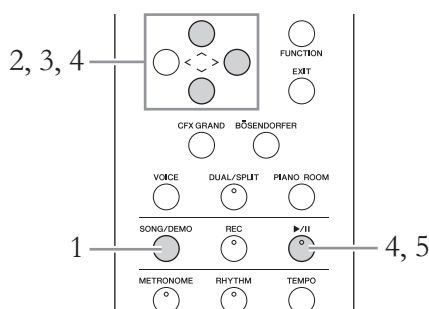 2, 3, 4
FUNCTION
EXIT
CFX GRAND BÖSENDORFER
VOICE DUAL/SPLIT PIANO ROOM
SONG/DEMO REC ▶/II
1
4, 5
METRONOME RHYTHM TEMPO